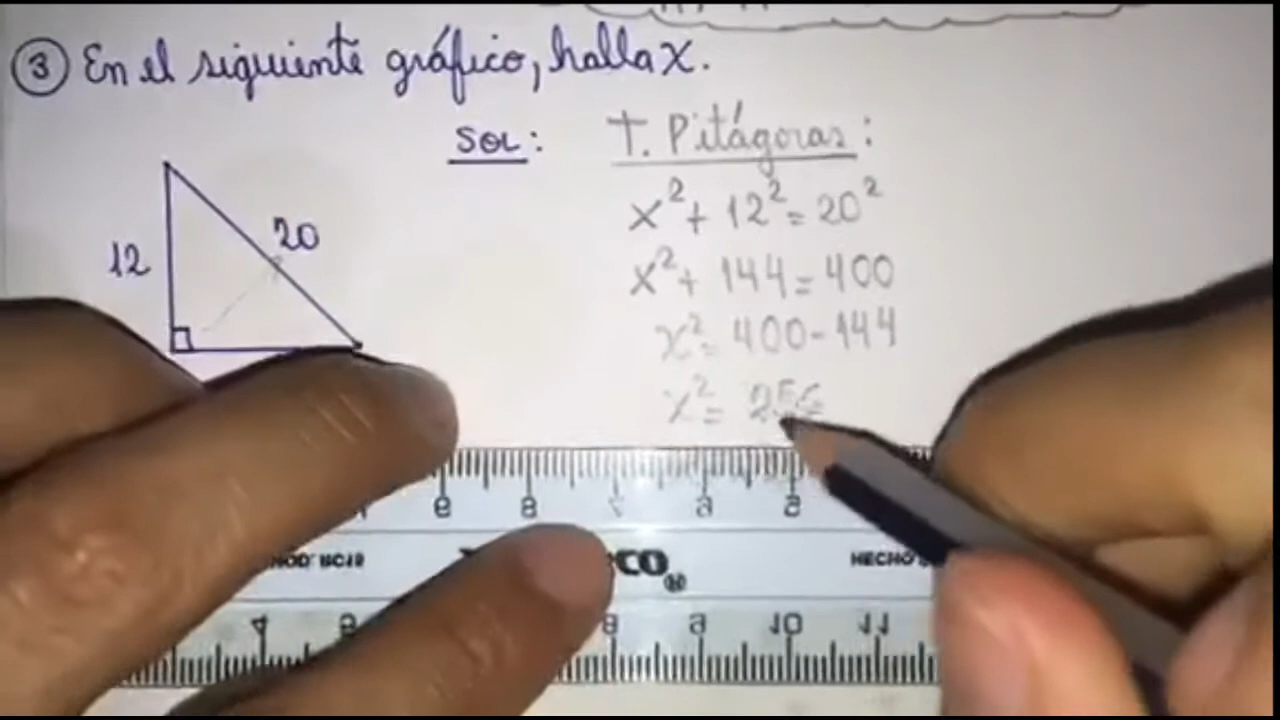 ③ En el siguiente gráfico, halla x.
SOL: T. Pitágoras:
x² + 12² = 20²
20
12
x² + 144 = 400
x² = 400 - 144
x² = 256
HECHO